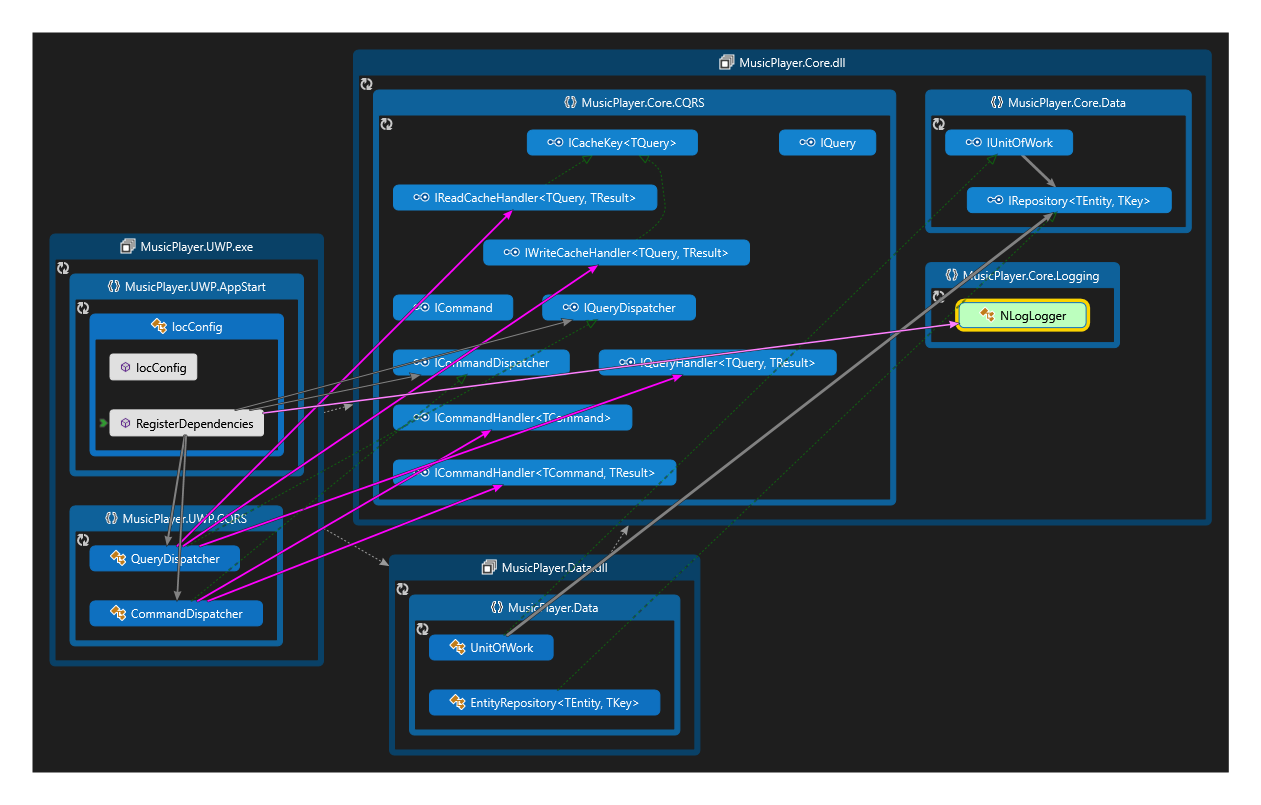 MusicPlayer.Core.dll
MusicPlayer.Core.CQRS
ICacheKey<TQuery>
IQuery
IReadCacheHandler<TQuery, TResult>
IWriteCacheHandler<TQuery, TResult>
ICommand
IQueryDispatcher
ICommandDispatcher
IQueryHandler<TQuery, TResult>
ICommandHandler<TCommand>
ICommandHandler<TCommand, TResult>
MusicPlayer.Core.Data
IUnitOfWork
IRepository<TEntity, TKey>
MusicPlayer.Core.Logging
NLogLogger
MusicPlayer.UWP.exe
MusicPlayer.UWP.AppStart
IocConfig
IocConfig
RegisterDependencies
MusicPlayer.UWP.CQRS
QueryDispatcher
CommandDispatcher
MusicPlayer.Data.dll
MusicPlayer.Data
UnitOfWork
EntityRepository<TEntity, TKey>